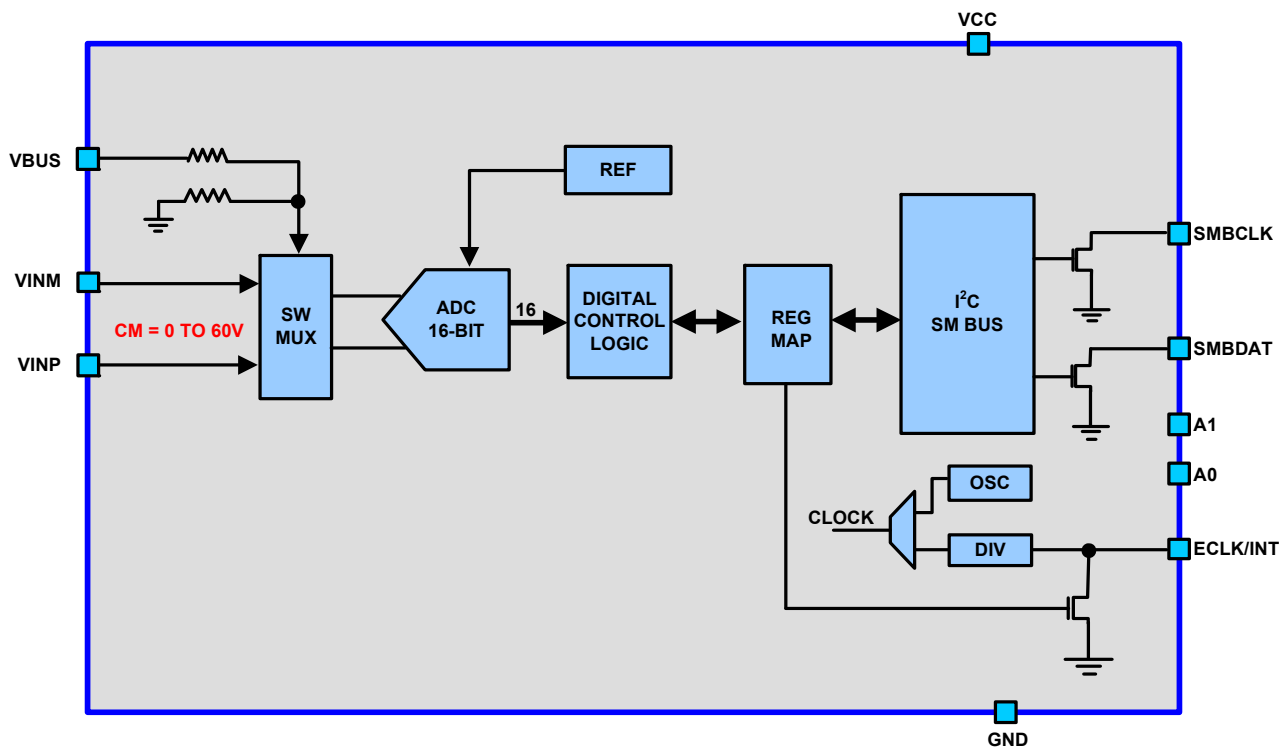 VCC
VBUS
REF
SMBCLK
VINM
SW
MUX
ADC
16-BIT
16
DIGITAL
CONTROL
LOGIC
REG
MAP
I²C
SM BUS
CM = 0 TO 60V
VINP
SMBDAT
A1
A0
OSC
CLOCK
DIV
ECLK/INT
GND